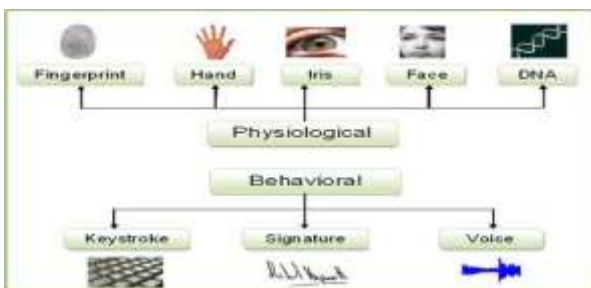 Fingerprint Hand Iris Face DNA
Physiological
Behavioral
Keystroke Signature Voice